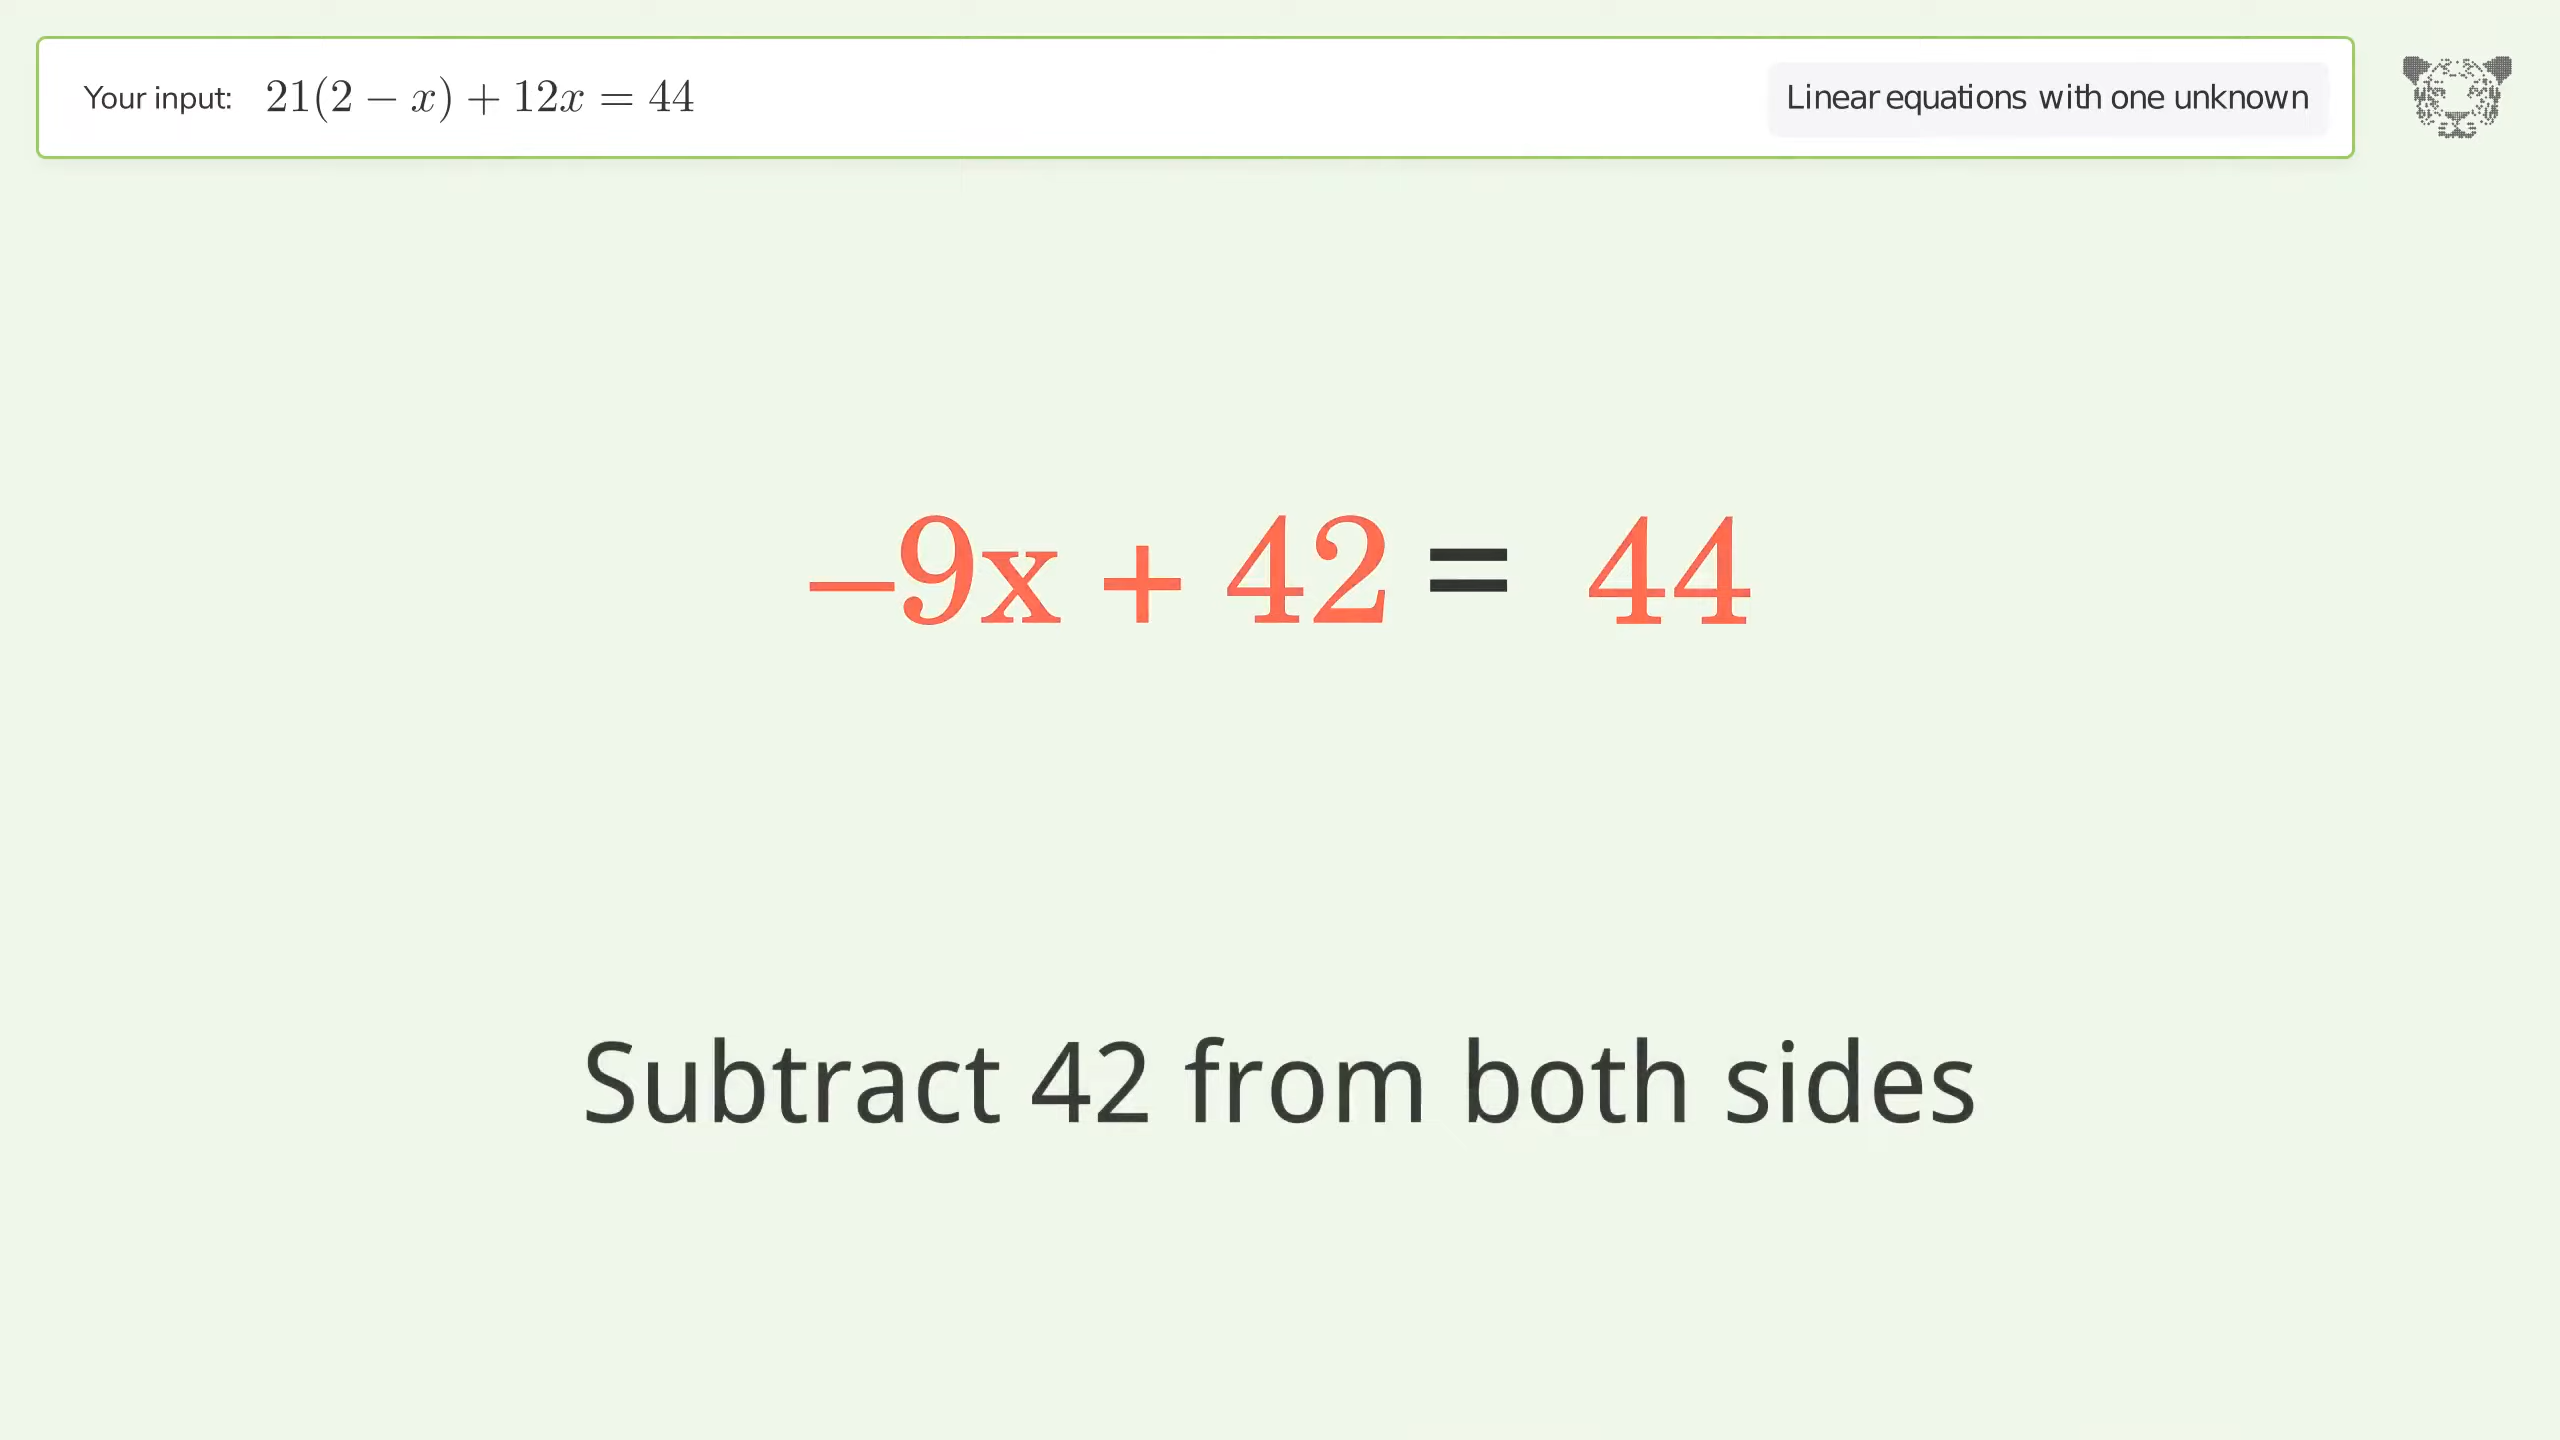 Your input: 21(2 − x) + 12x = 44
Linear equations with one unknown
–9x + 42 = 44
Subtract 42 from both sides